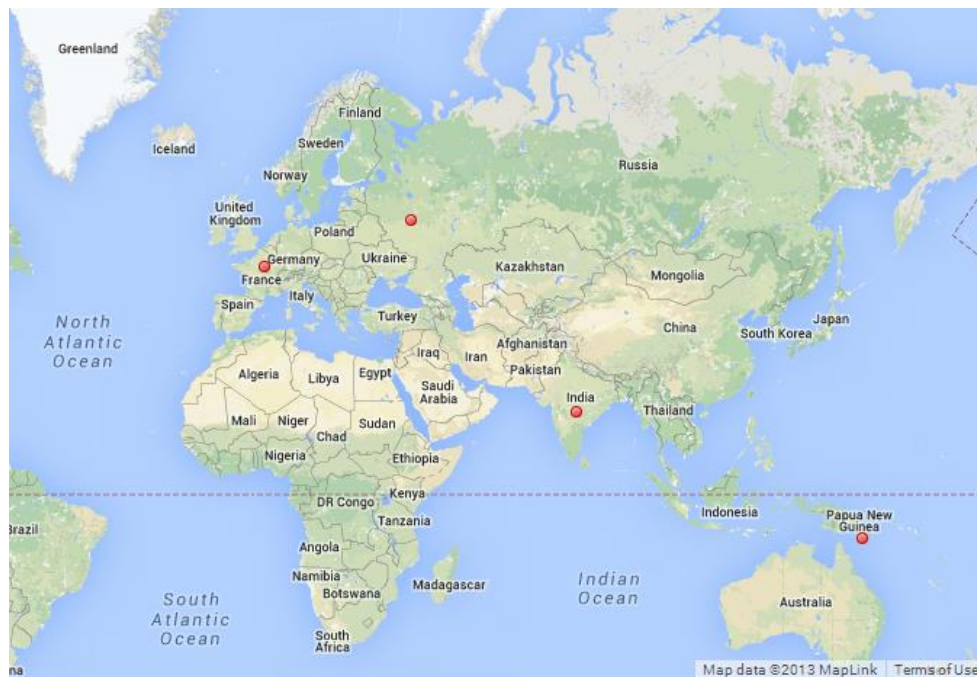 Greenland
Iceland
Finland
Sweden
Norway
Russia
United
Kingdom
Poland
Germany
Ukraine
France
Kazakhstan
Mongolia
Spain
Italy
Turkey
North
Atlantic
Ocean
China
Japan
South Korea
Afghanistan
Iraq
Iran
Pakistan
Algeria
Libya
Egypt
Saudi
Arabia
India
Thailand
Mali
Niger
Chad
Sudan
Nigeria
Ethiopia
DR Congo
Kenya
Tanzania
Indonesia
Papua New
Guinea
Brazil
Angola
Namibia
Botswana
Madagascar
Indian
Ocean
South
Atlantic
Ocean
Australia
South
Africa
na
Map data ©2013 MapLink
Terms of Use